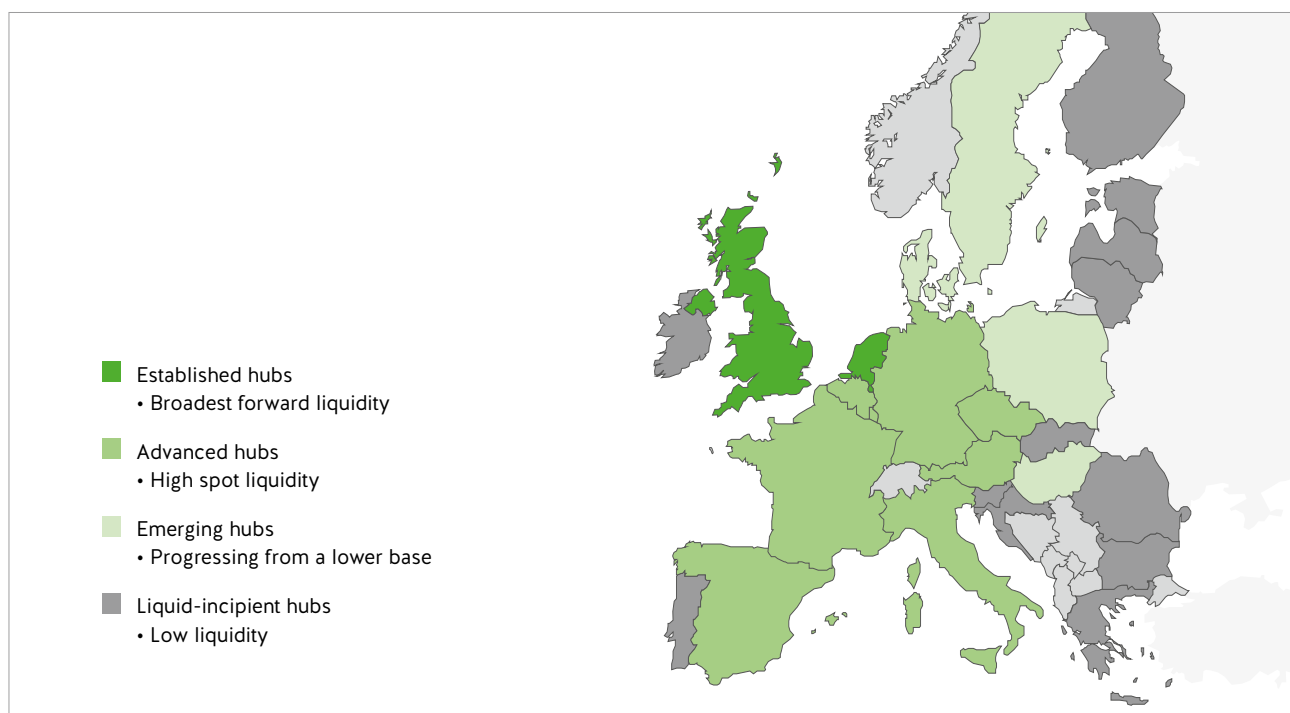 Established hubs
• Broadest forward liquidity
Advanced hubs
• High spot liquidity
Emerging hubs
• Progressing from a lower base
Liquid-incipient hubs
• Low liquidity